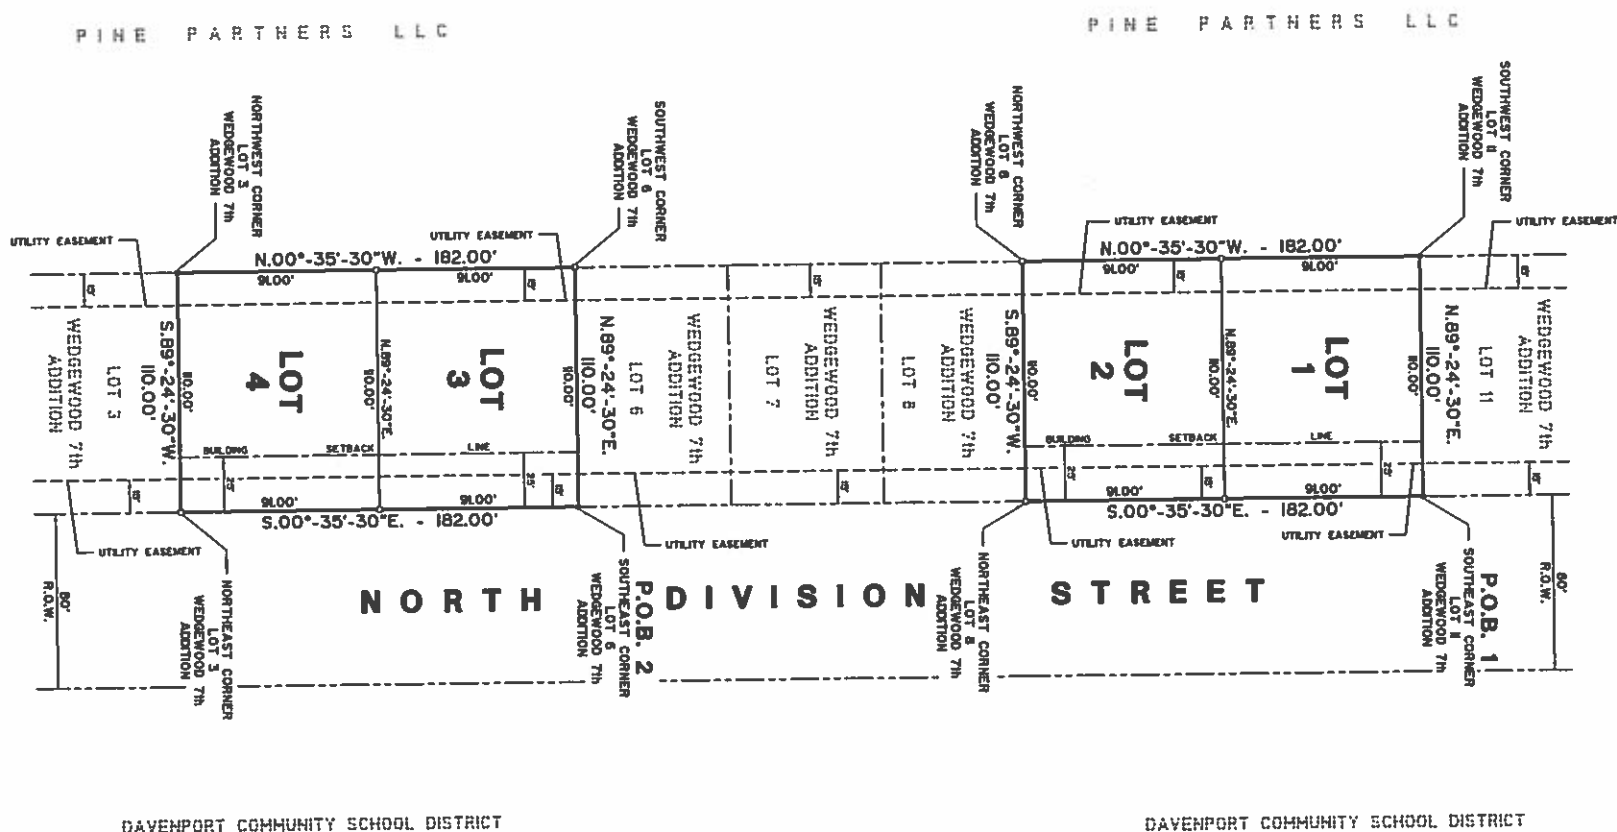 PINE PARTNERS LLC
PINE PARTNERS LLC
NORTHWEST CORNER
LOT 3
WEDGEWOOD 7th
ADDITION
SOUTHWEST CORNER
LOT 6
WEDGEWOOD 7th
ADDITION
NORTHWEST CORNER
LOT 8
WEDGEWOOD 7th
ADDITION
SOUTHWEST CORNER
LOT 11
WEDGEWOOD 7th
ADDITION
UTILITY EASEMENT
UTILITY EASEMENT
UTILITY EASEMENT
UTILITY EASEMENT
N.00°-35'-30"W. - 182.00'
91.00'
91.00'
N.00°-35'-30"W. - 182.00'
91.00'
91.00'
WEDGEWOOD 7th
ADDITION
LOT 3
S.89°-24'-30"W.
110.00'
110.00'
LOT
4
N.89°-24'-30"E.
110.00'
LOT
3
110.00'
N.89°-24'-30"E.
110.00'
LOT 6
WEDGEWOOD 7th
ADDITION
LOT 7
WEDGEWOOD 7th
ADDITION
LOT 8
WEDGEWOOD 7th
ADDITION
S.89°-24'-30"W.
110.00'
110.00'
LOT
2
N.89°-24'-30"E.
110.00'
LOT
1
110.00'
N.89°-24'-30"E.
110.00'
LOT 11
WEDGEWOOD 7th
ADDITION
BUILDING SETBACK LINE
BUILDING SETBACK LINE
25'
25'
25'
25'
91.00'
91.00'
S.00°-35'-30"E. - 182.00'
91.00'
91.00'
S.00°-35'-30"E. - 182.00'
UTILITY EASEMENT
UTILITY EASEMENT
UTILITY EASEMENT
UTILITY EASEMENT
80'
R.O.W.
80'
R.O.W.
NORTH DIVISION STREET
NORTHEAST CORNER
LOT 3
WEDGEWOOD 7th
ADDITION
P.O.B. 2
SOUTHEAST CORNER
LOT 6
WEDGEWOOD 7th
ADDITION
NORTHEAST CORNER
LOT 8
WEDGEWOOD 7th
ADDITION
P.O.B. 1
SOUTHEAST CORNER
LOT 11
WEDGEWOOD 7th
ADDITION
DAVENPORT COMMUNITY SCHOOL DISTRICT
DAVENPORT COMMUNITY SCHOOL DISTRICT